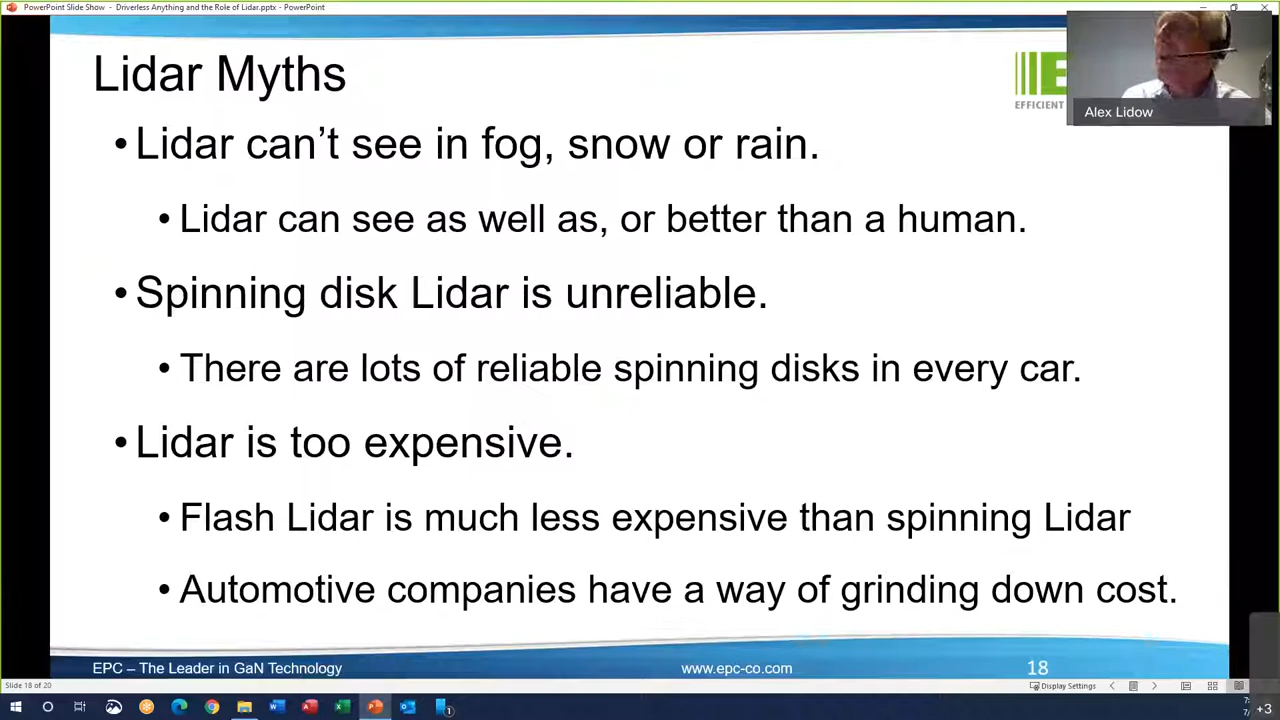 PowerPoint Slide Show - Driverless Anything and the Role of Lidar.pptx - PowerPoint
Lidar Myths
EFFICIENT
Alex Lidow
•Lidar can’t see in fog, snow or rain.
•Lidar can see as well as, or better than a human.
•Spinning disk Lidar is unreliable.
•There are lots of reliable spinning disks in every car.
•Lidar is too expensive.
•Flash Lidar is much less expensive than spinning Lidar
•Automotive companies have a way of grinding down cost.
EPC – The Leader in GaN Technology
www.epc-co.com
18
Slide 18 of 20
Display Settings
1
+3